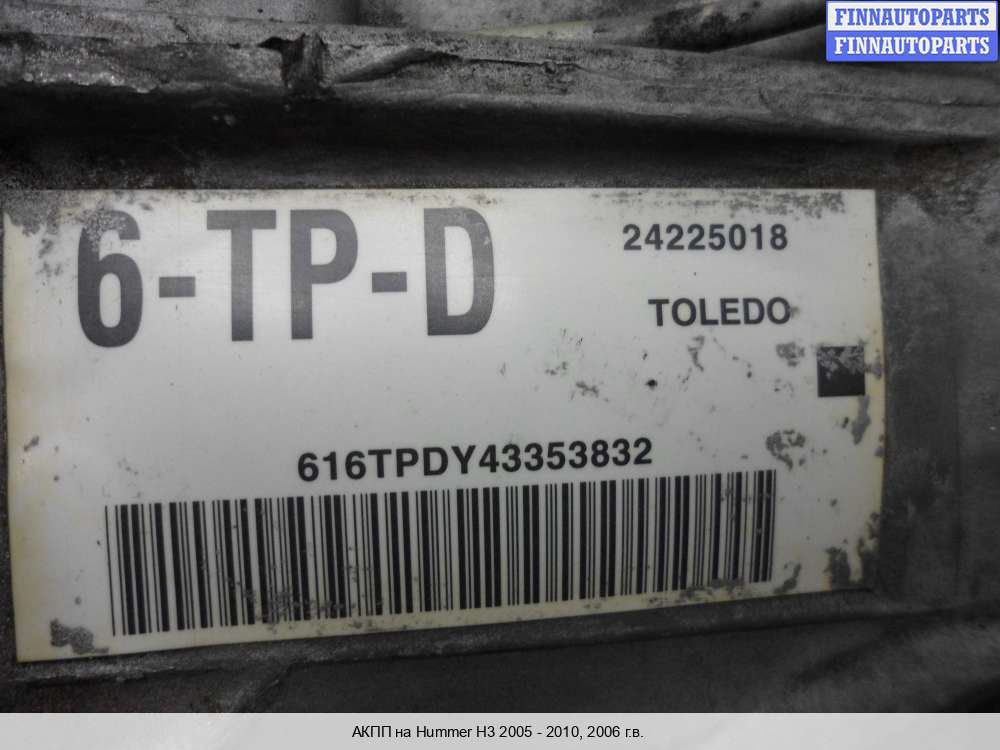 FINNAUTOPARTS
FINNAUTOPARTS
6-TP-D
24225018
TOLEDO
616TPDY43353832
АКПП на Hummer H3 2005 - 2010, 2006 г.в.